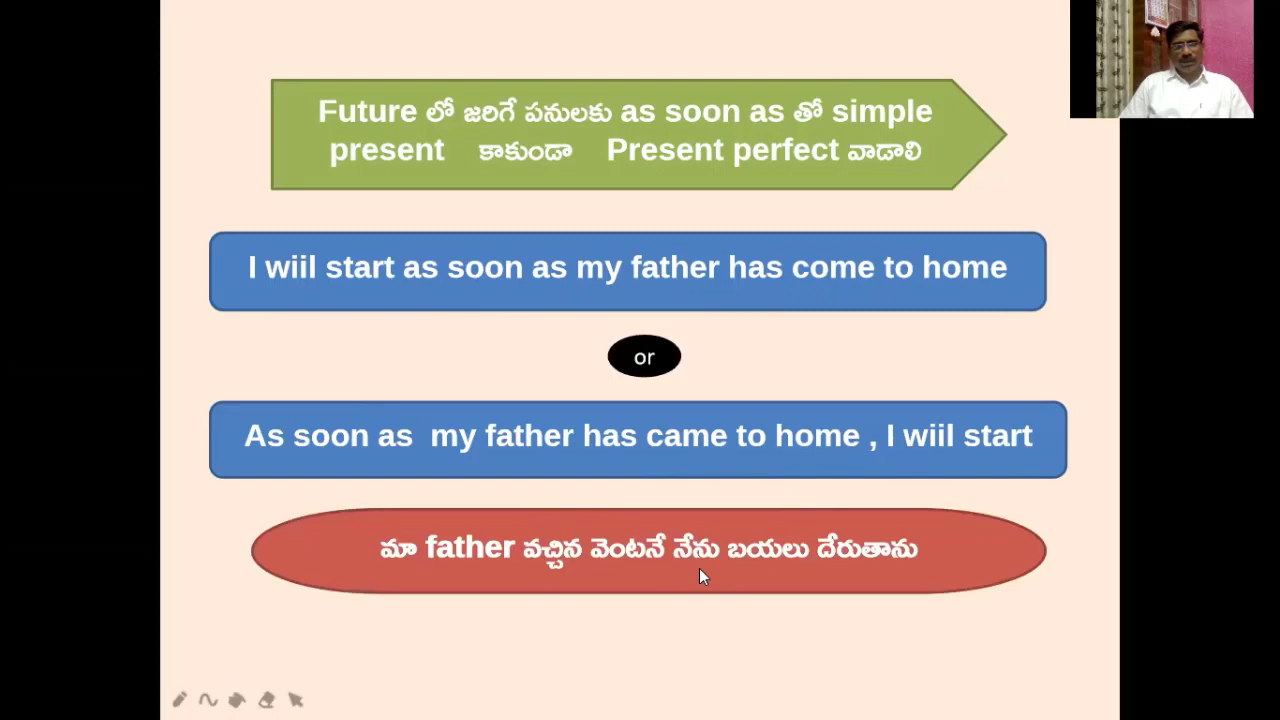 Future లో జరిగే పనులకు as soon as తో simple
present కాకుండా Present perfect వాడాలి
I wiil start as soon as my father has come to home
or
As soon as my father has came to home , I wiil start
మా father వచ్చిన వెంటనే నేను బయలు దేరుతాను